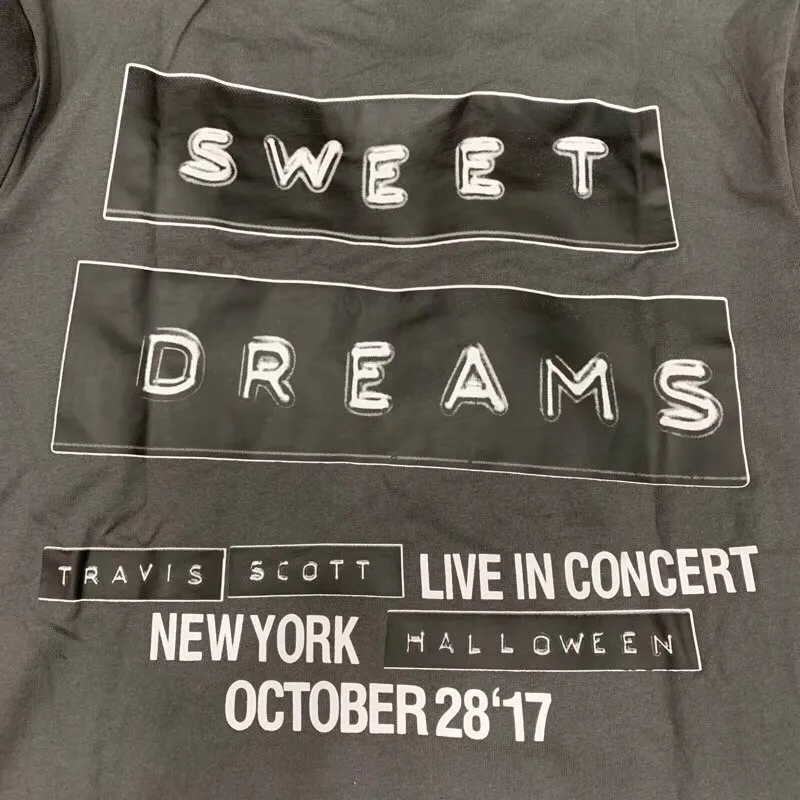 SWEET
DREAMS
TRAVIS SCOTT LIVE IN CONCERT
NEW YORK HALLOWEEN
OCTOBER 28‘17